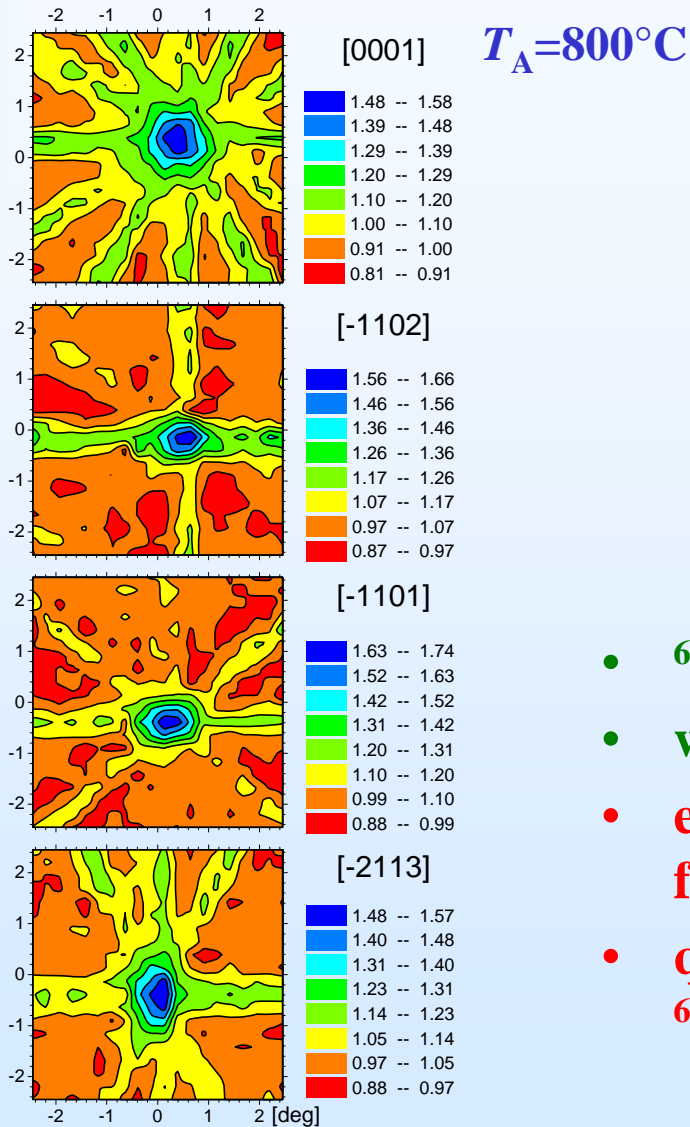 -2 -1 0 1 2
[0001] T_A=800°C
2
1
0
-1
-2
1.48 -- 1.58
1.39 -- 1.48
1.29 -- 1.39
1.20 -- 1.29
1.10 -- 1.20
1.00 -- 1.10
0.91 -- 1.00
0.81 -- 0.91
[-1102]
2
1
0
-1
-2
1.56 -- 1.66
1.46 -- 1.56
1.36 -- 1.46
1.26 -- 1.36
1.17 -- 1.26
1.07 -- 1.17
0.97 -- 1.07
0.87 -- 0.97
[-1101]
2
1
0
-1
-2
1.63 -- 1.74
1.52 -- 1.63
1.42 -- 1.52
1.31 -- 1.42
1.20 -- 1.31
1.10 -- 1.20
0.99 -- 1.10
0.88 -- 0.99
[-2113]
2
1
0
-1
-2
1.48 -- 1.57
1.40 -- 1.48
1.31 -- 1.40
1.23 -- 1.31
1.14 -- 1.23
1.05 -- 1.14
0.97 -- 1.05
0.88 -- 0.97
-2 -1 0 1 2 [deg]
• 6
•
• e
f
•
6